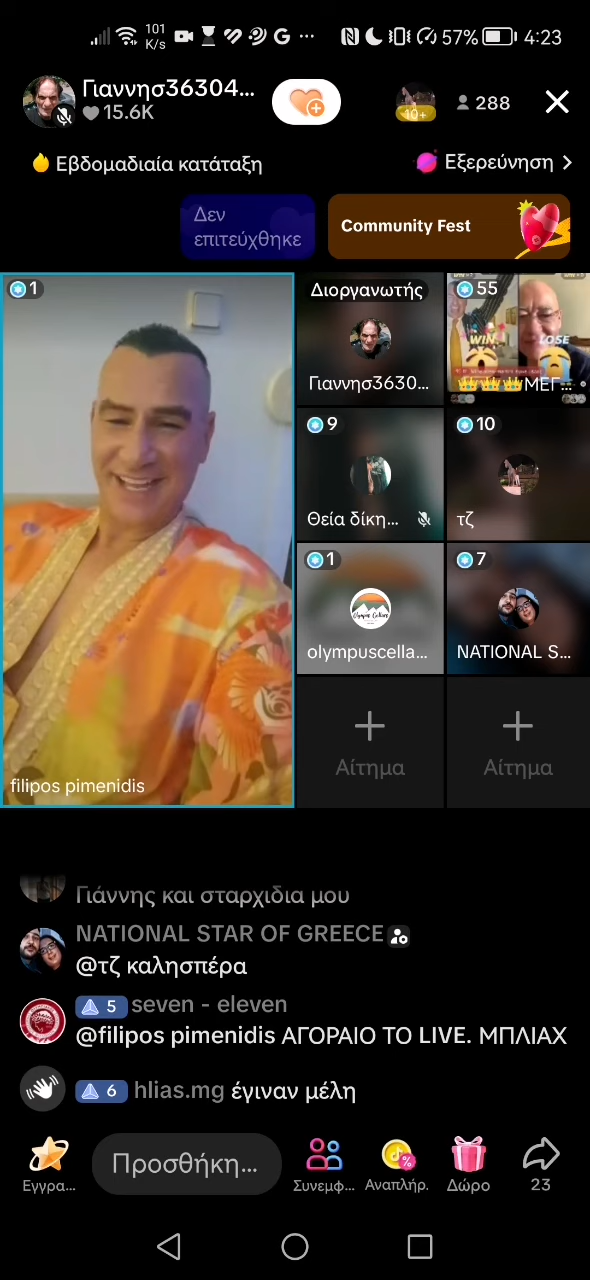 101
K/s
57%
4:23
Γιαννησ36304...
15.6K
10+
288
Εβδομαδιαία κατάταξη
Εξερεύνηση
Δεν
επιτεύχθηκε
Community Fest
1
Διοργανωτής
Γιαννησ3630...
55
WIN
LOSE
ΜΕΓ...
9
Θεία δίκη...
10
τζ
1
olympuscella...
7
NATIONAL S...
Αίτημα
Αίτημα
filipos pimenidis
Γιάννης και σταρχιδια μου
NATIONAL STAR OF GREECE
@τζ καλησπέρα
5 seven - eleven
@filipos pimenidis ΑΓΟΡΑΙΟ ΤΟ LIVE. ΜΠΛΙΑΧ
6 hlias.mg έγιναν μέλη
Προσθήκη...
Εγγρα...
Συνεμφ...
Αναπλήρ.
Δώρο
23